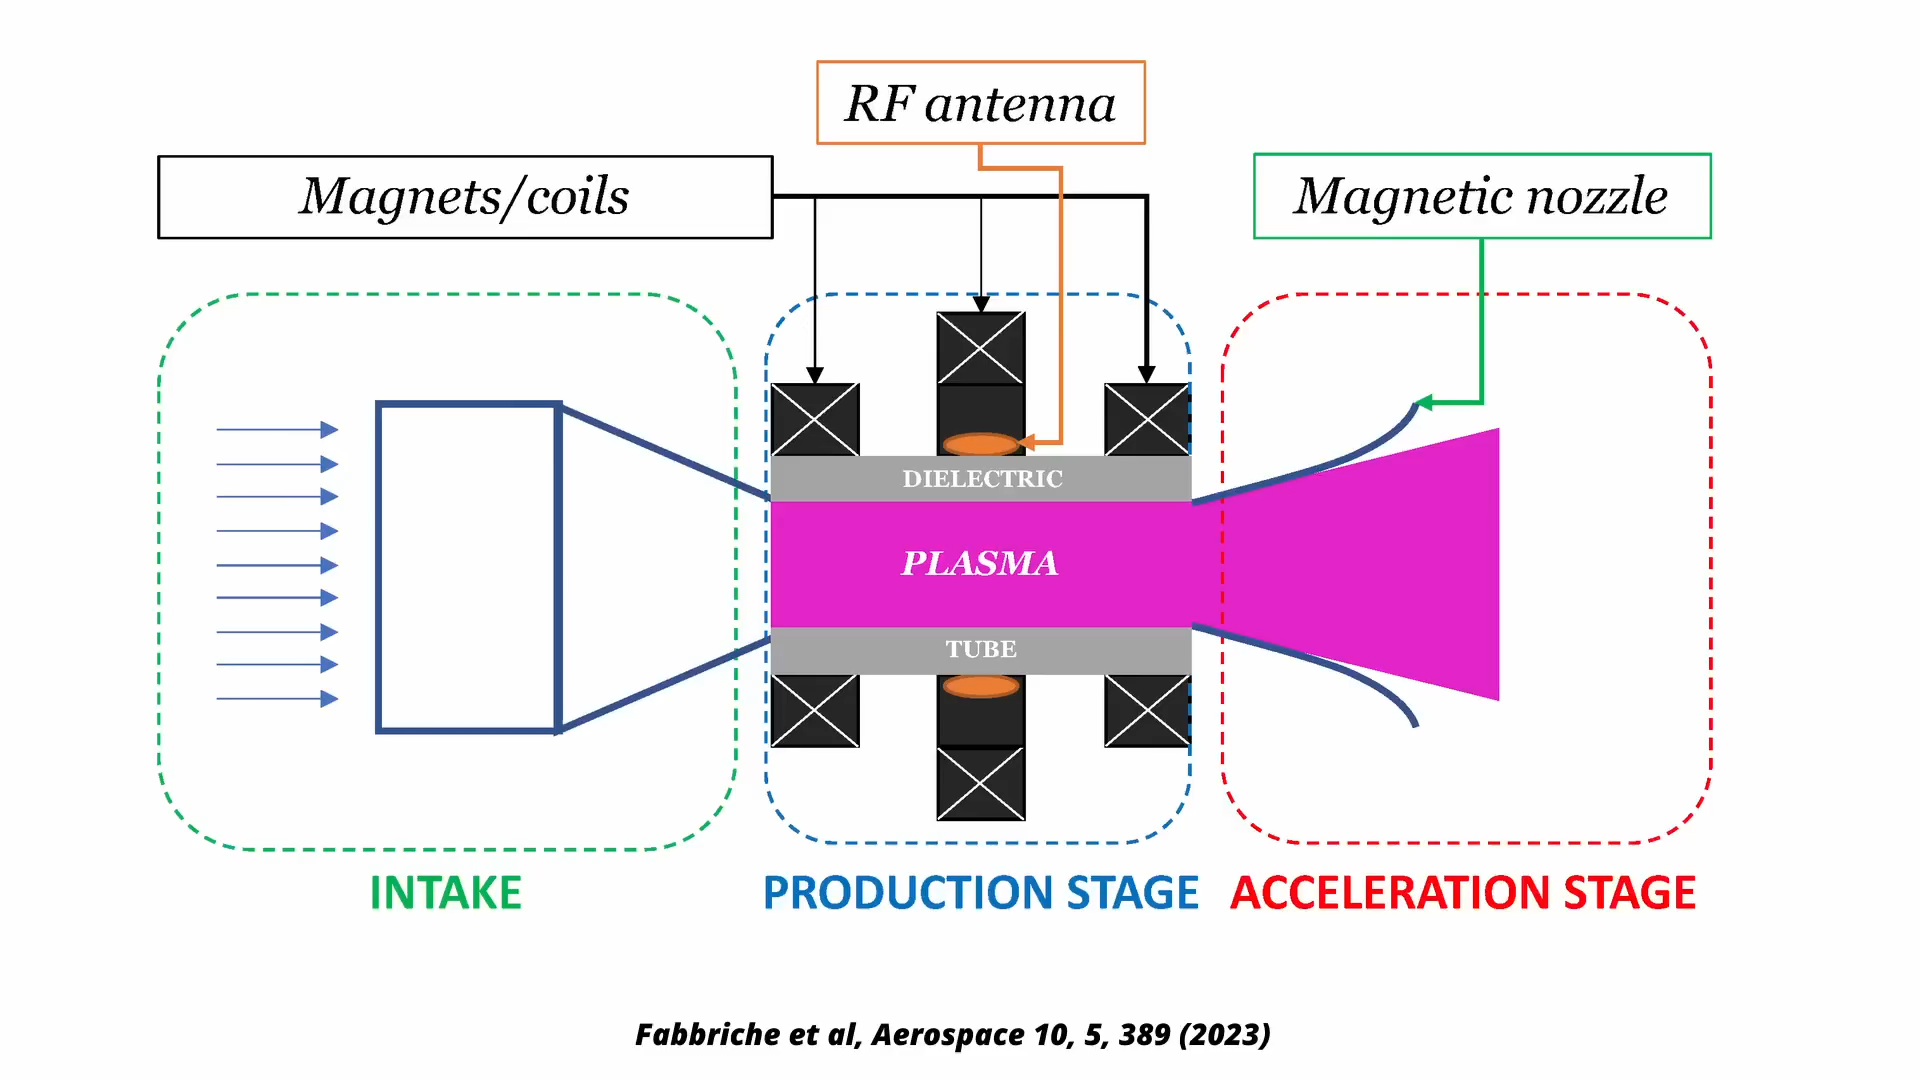 RF antenna
Magnets/coils
Magnetic nozzle
DIELECTRIC
PLASMA
TUBE
INTAKE
PRODUCTION STAGE
ACCELERATION STAGE
Fabbriche et al, Aerospace 10, 5, 389 (2023)